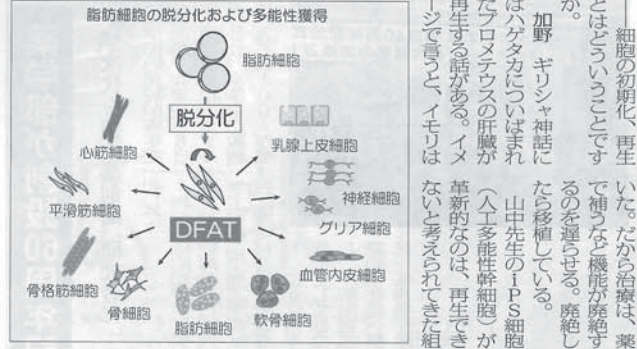 脂肪細胞の脱分化および多能性獲得
脂肪細胞
脱分化
心筋細胞
乳腺上皮細胞
平滑筋細胞
神経細胞
グリア細胞
DFAT
骨格筋細胞
血管内皮細胞
骨細胞
脂肪細胞
軟骨細胞
細胞の初期化、再生
とはどういうことです
か。
加野 ギリシャ神話に
はハゲタカについばまれ
たプロメテウスの肝臓が
再生する話がある。イメ
ージで言うと、イモリは
いた。だから治療は、薬
で補うなど機能が廃絶す
るのを遅らせる。廃絶し
たら移植している。
山中先生のiPS細胞
（人工多能性幹細胞）が
革新的なのは、再生でき
ないと考えられてきた組